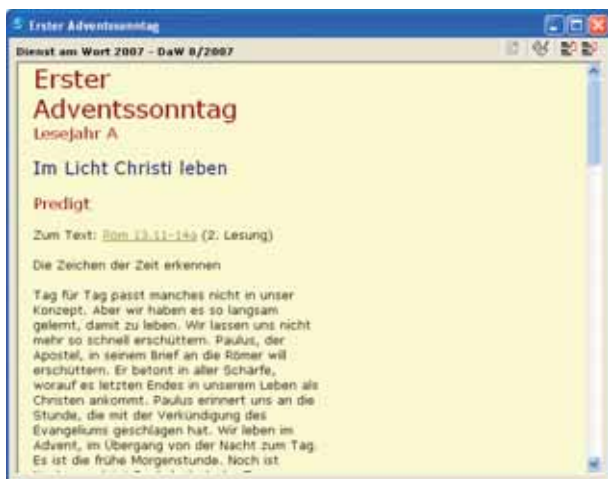 Erster Adventssonntag
Dienst am Wort 2007 - DaW 8/2007
Erster
Adventssonntag
Lesejahr A
Im Licht Christi leben
Predigt
Zum Text: Röm 13,11-14a (2. Lesung)
Die Zeichen der Zeit erkennen
Tag für Tag passt manches nicht in unser
Konzept. Aber wir haben es so langsam
gelernt, damit zu leben. Wir lassen uns nicht
mehr so schnell erschüttern. Paulus, der
Apostel, in seinem Brief an die Römer will
erschüttern. Er betont in aller Schärfe,
worauf es letzten Endes in unserem Leben als
Christen ankommt. Paulus erinnert uns an die
Stunde, die mit der Verkündigung des
Evangeliums geschlagen hat. Wir leben im
Advent, im Übergang von der Nacht zum Tag.
Es ist die frühe Morgenstunde. Noch ist